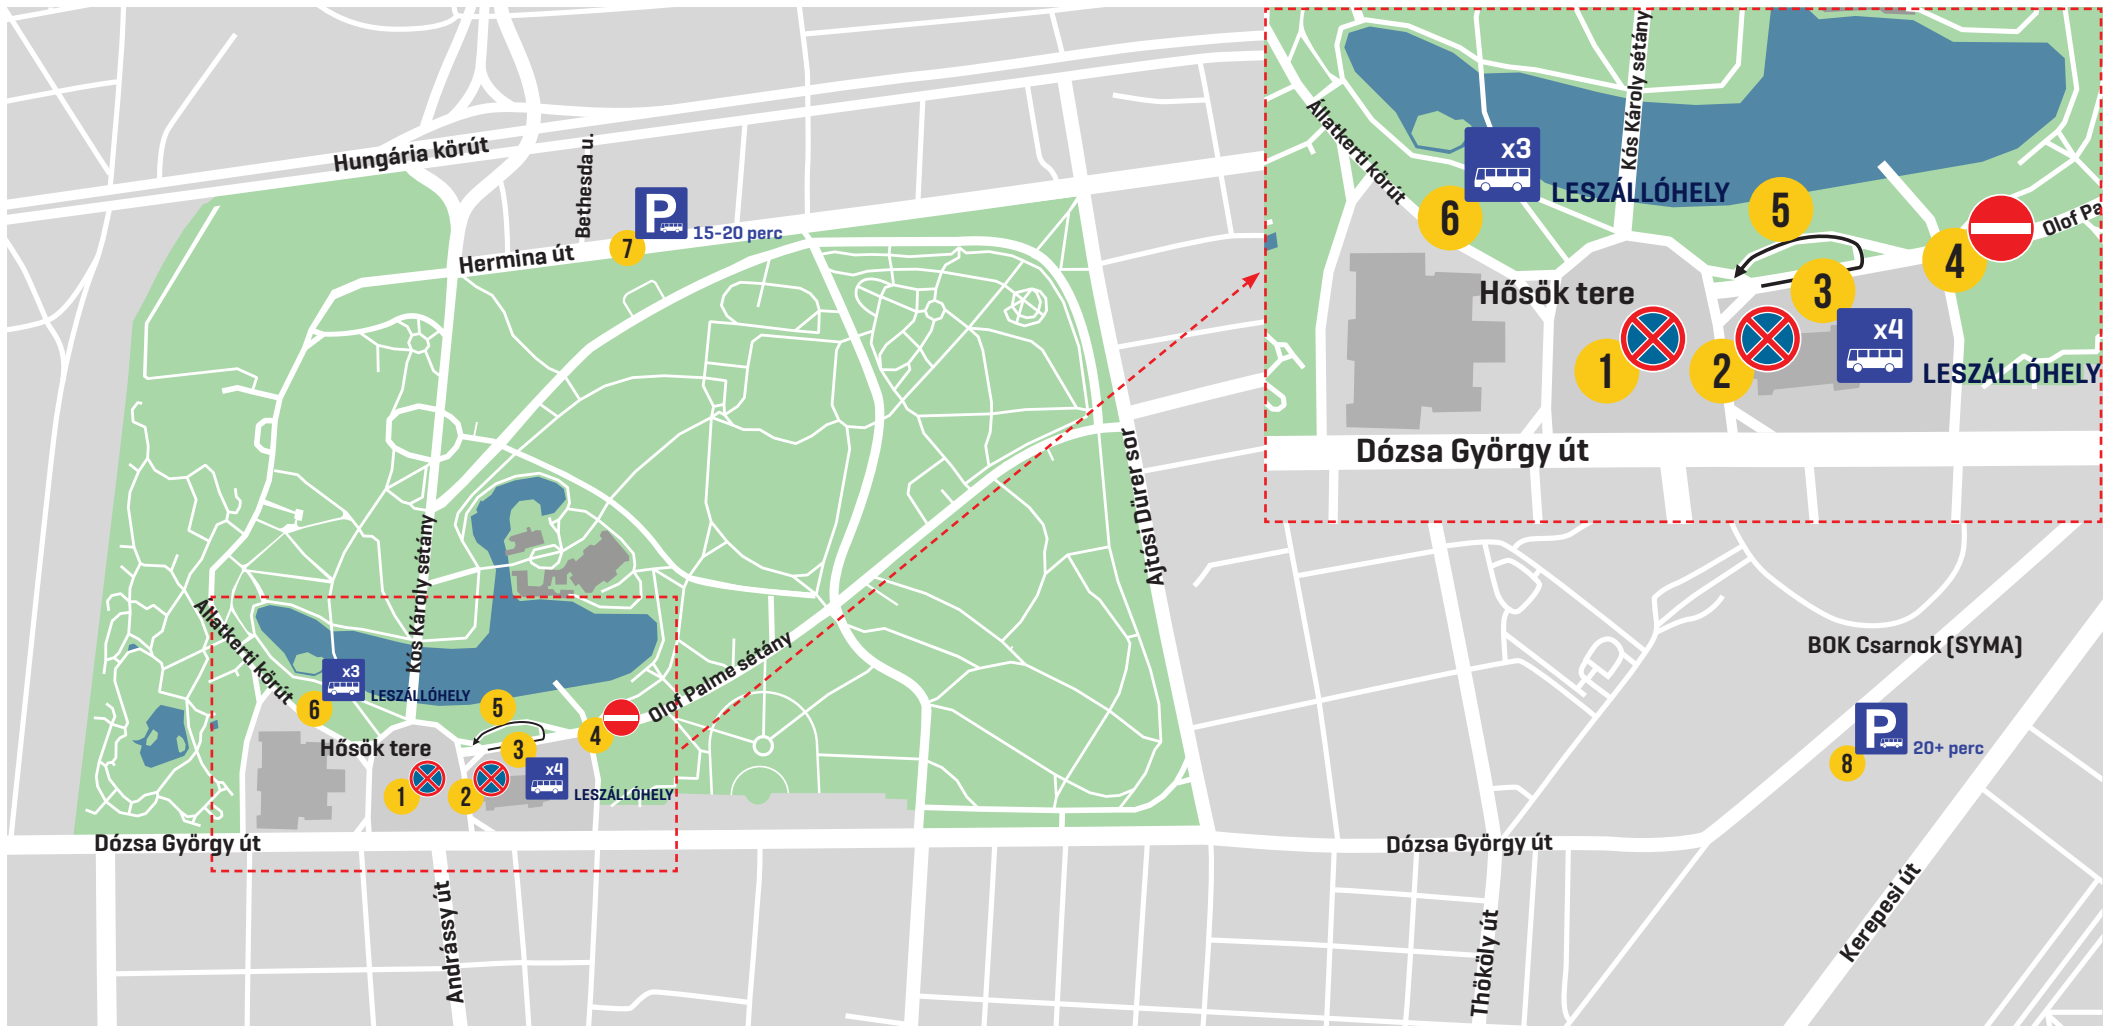 Hungária körút
Bethesda u.
P
15-20 perc
7
Hermina út
Kós Károly sétány
Állatkerti körút
x3
LESZÁLLÓHELY
6
5
Olof Palme sétány
4
Hősök tere
3
x4
LESZÁLLÓHELY
1
2
Dózsa György út
Andrássy út
Ajtósi Dürer sor
Kós Károly sétány
Állatkerti körút
x3
LESZÁLLÓHELY
6
5
Olof Pa
4
Hősök tere
3
x4
LESZÁLLÓHELY
1
2
Dózsa György út
BOK Csarnok (SYMA)
P
20+ perc
8
Dózsa György út
Thököly út
Kerepesi út